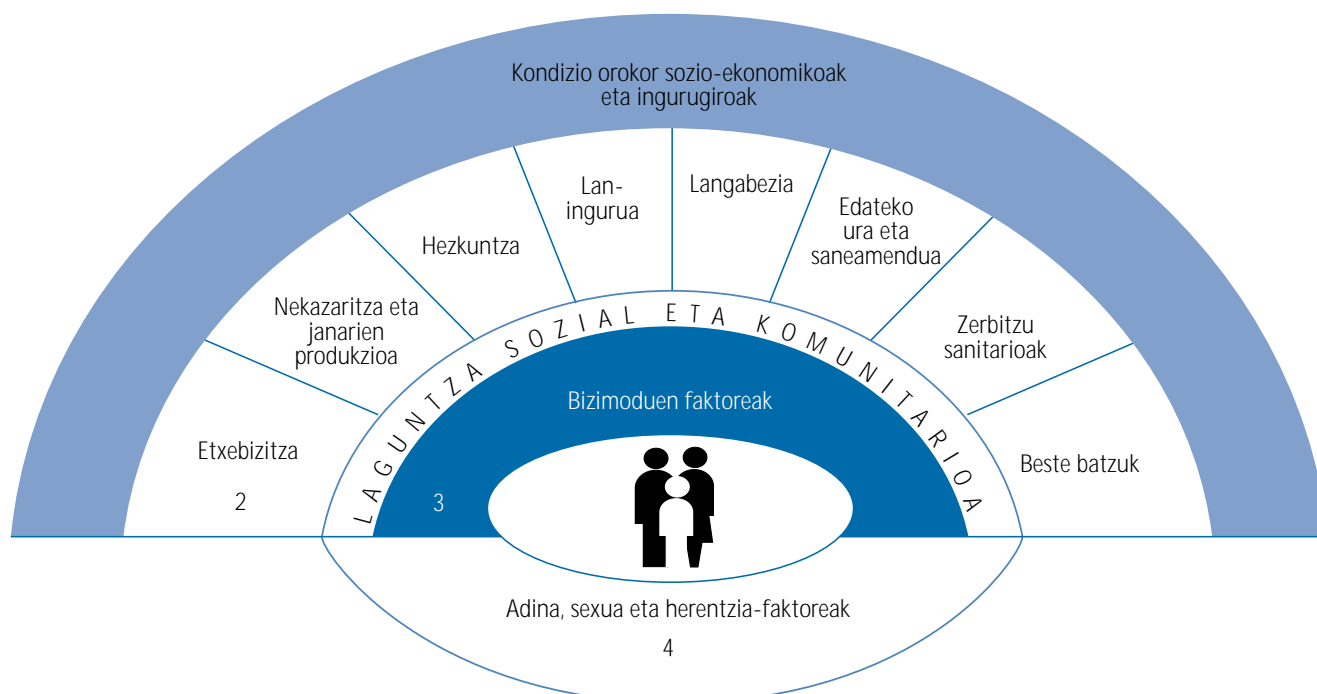 Kondizio orokor sozio-ekonomikoak
eta ingurugiroak
Lan-
ingurua
Langabezia
Hezkuntza
Edateko
ura eta
saneamendua
Nekazaritza eta
janarien
produkzioa
Zerbitzu
sanitarioak
Etxebizitza
2
Beste batzuk
LAGUNTZA SOZIAL ETA KOMUNITARIOA
Bizimoduen faktoreak
3
Adina, sexua eta herentzia-faktoreak
4